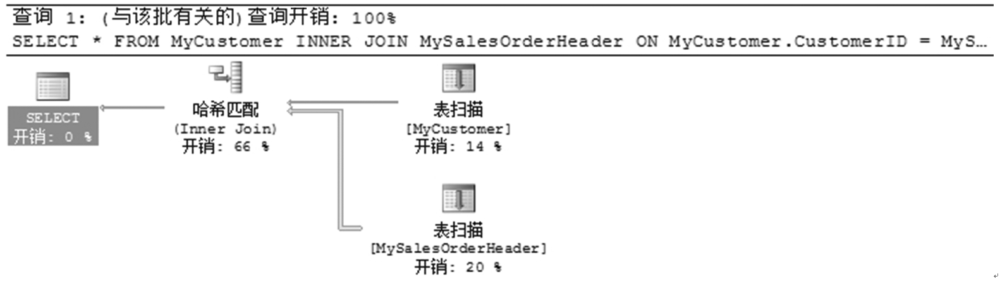 查询 1: (与该批有关的)查询开销: 100%
SELECT * FROM MyCustomer INNER JOIN MySalesOrderHeader ON MyCustomer.CustomerID = MyS…
SELECT
开销: 0 %
哈希匹配
(Inner Join)
开销: 66 %
表扫描
[MyCustomer]
开销: 14 %
表扫描
[MySalesOrderHeader]
开销: 20 %